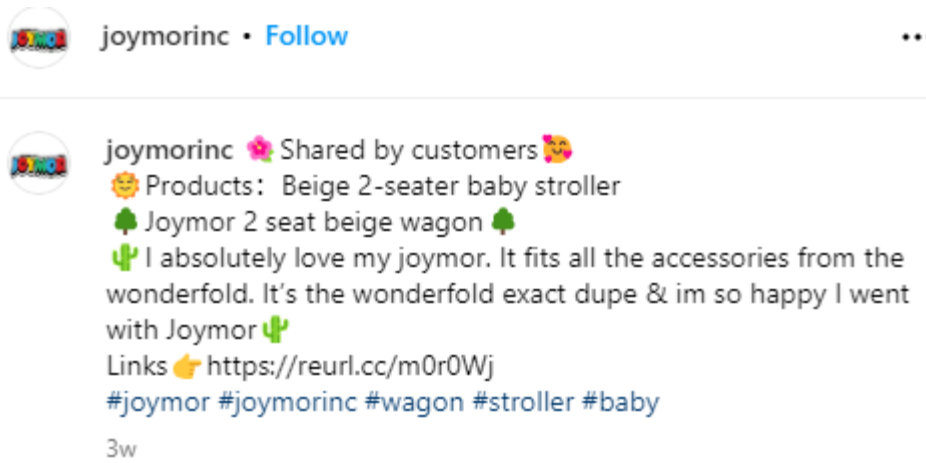 joymorinc • Follow
joymorinc 🌺 Shared by customers🥰
🌞Products： Beige 2-seater baby stroller
🌳Joymor 2 seat beige wagon🌳
🌵I absolutely love my joymor. It fits all the accessories from the
wonderfold. It's the wonderfold exact dupe & im so happy I went
with Joymor🌵
Links👉https://reurl.cc/m0r0Wj
#joymor #joymorinc #wagon #stroller #baby
3w